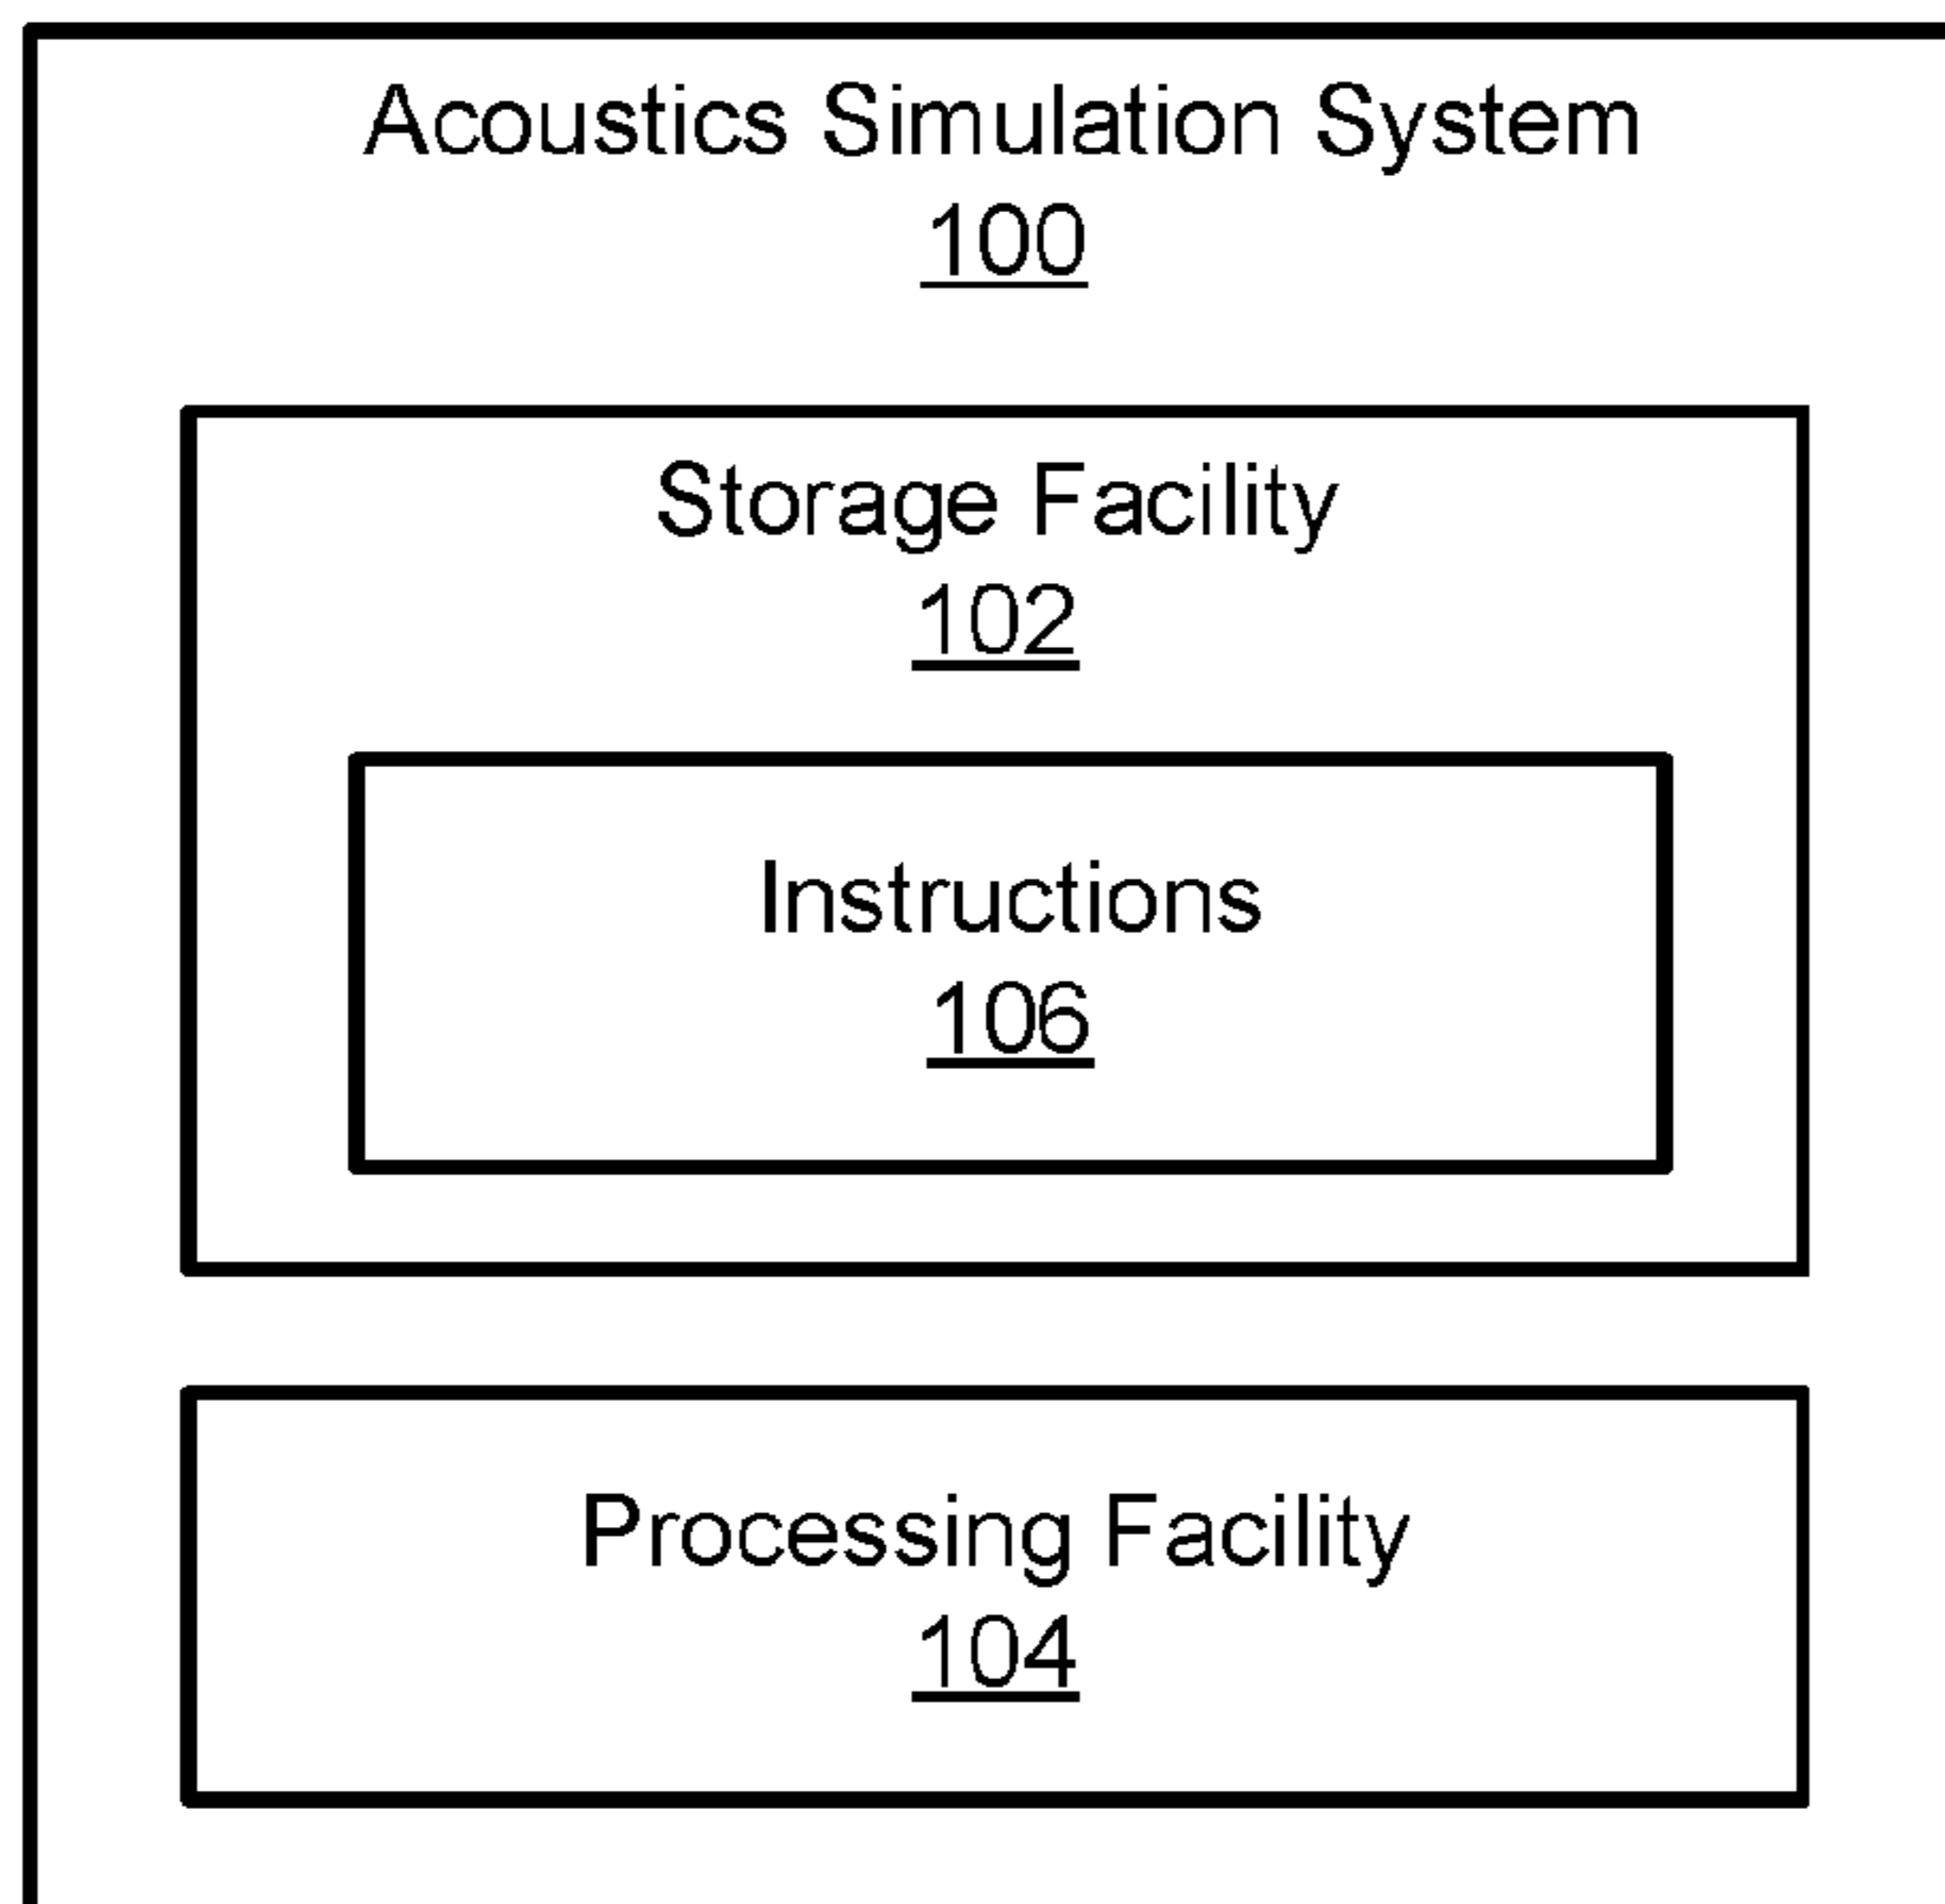 Acoustics Simulation System
100
Storage Facility
102
Instructions
106
Processing Facility
104